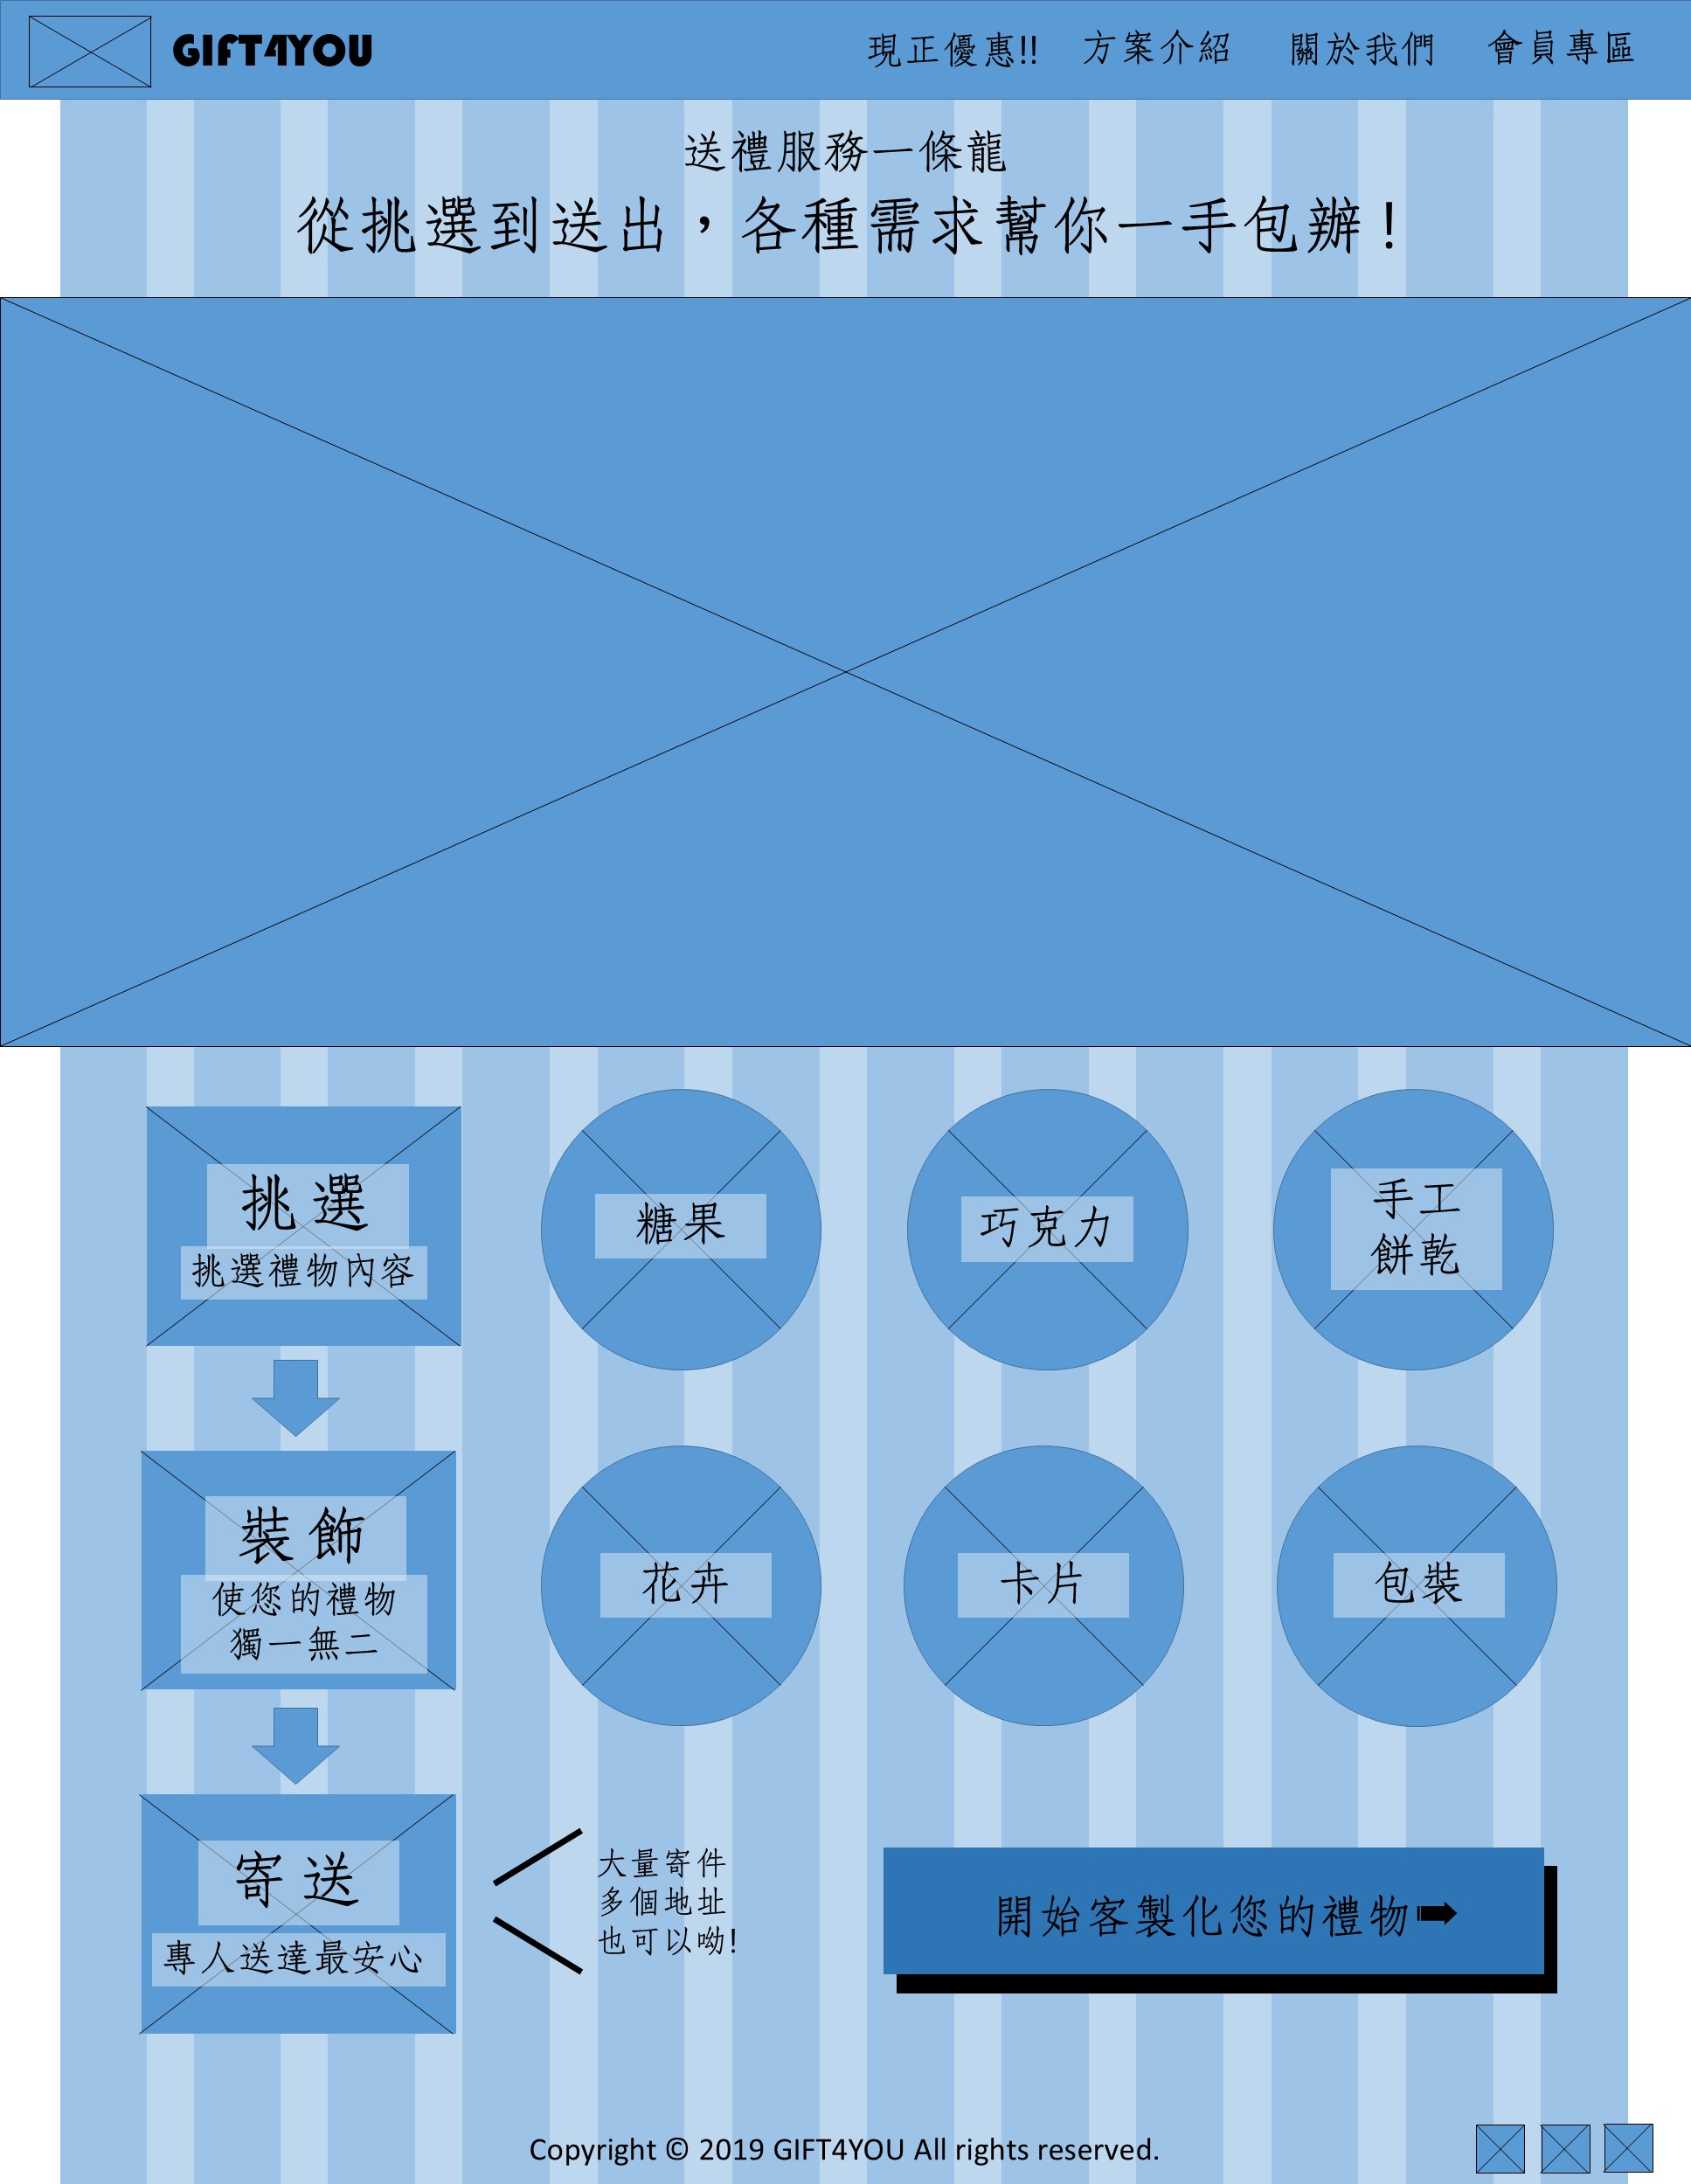 GIFT4YOU
現正優惠!!
方案介紹
關於我們
會員專區
送禮服務一條龍
從挑選到送出，各種需求幫你一手包辦！
挑選
挑選禮物內容
糖果
巧克力
手工
餅乾
裝飾
使您的禮物
獨一無二
花卉
卡片
包裝
寄送
專人送達最安心
大量寄件
多個地址
也可以呦!
開始客製化您的禮物➡
Copyright © 2019 GIFT4YOU All rights reserved.